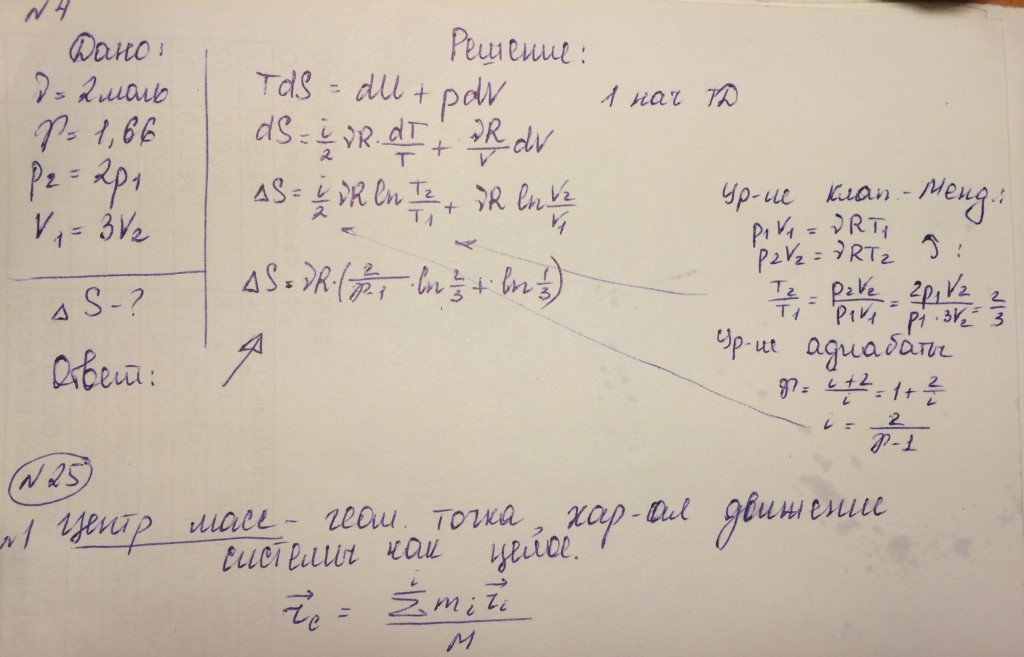 №4
Дано:
ν = 2 моль
γ = 1,66
p₂ = 2p₁
V₁ = 3V₂
ΔS - ?
Ответ:
Решение:
TdS = dU + pdV 1 нач ТД
dS = i/2 νR · dT/T + νR/V dV
ΔS = i/2 νR ln T₂/T₁ + νR ln V₂/V₁
ΔS = νR · (2/γ-1 · ln 2/3 + ln 1/3)
Ур-ие клап.-Менд.:
p₁V₁ = νRT₁
p₂V₂ = νRT₂ :
T₂/T₁ = p₂V₂/p₁V₁ = 2p₁V₂/p₁·3V₂ = 2/3
Ур-ие адиабаты
γ = i+2/i = 1 + 2/i
i = 2/γ-1
№25
№1 Центр масс - геом. точка, хар-ая движение
системы как целое.
r⃗c = i∑ mᵢ r⃗ᵢ / M